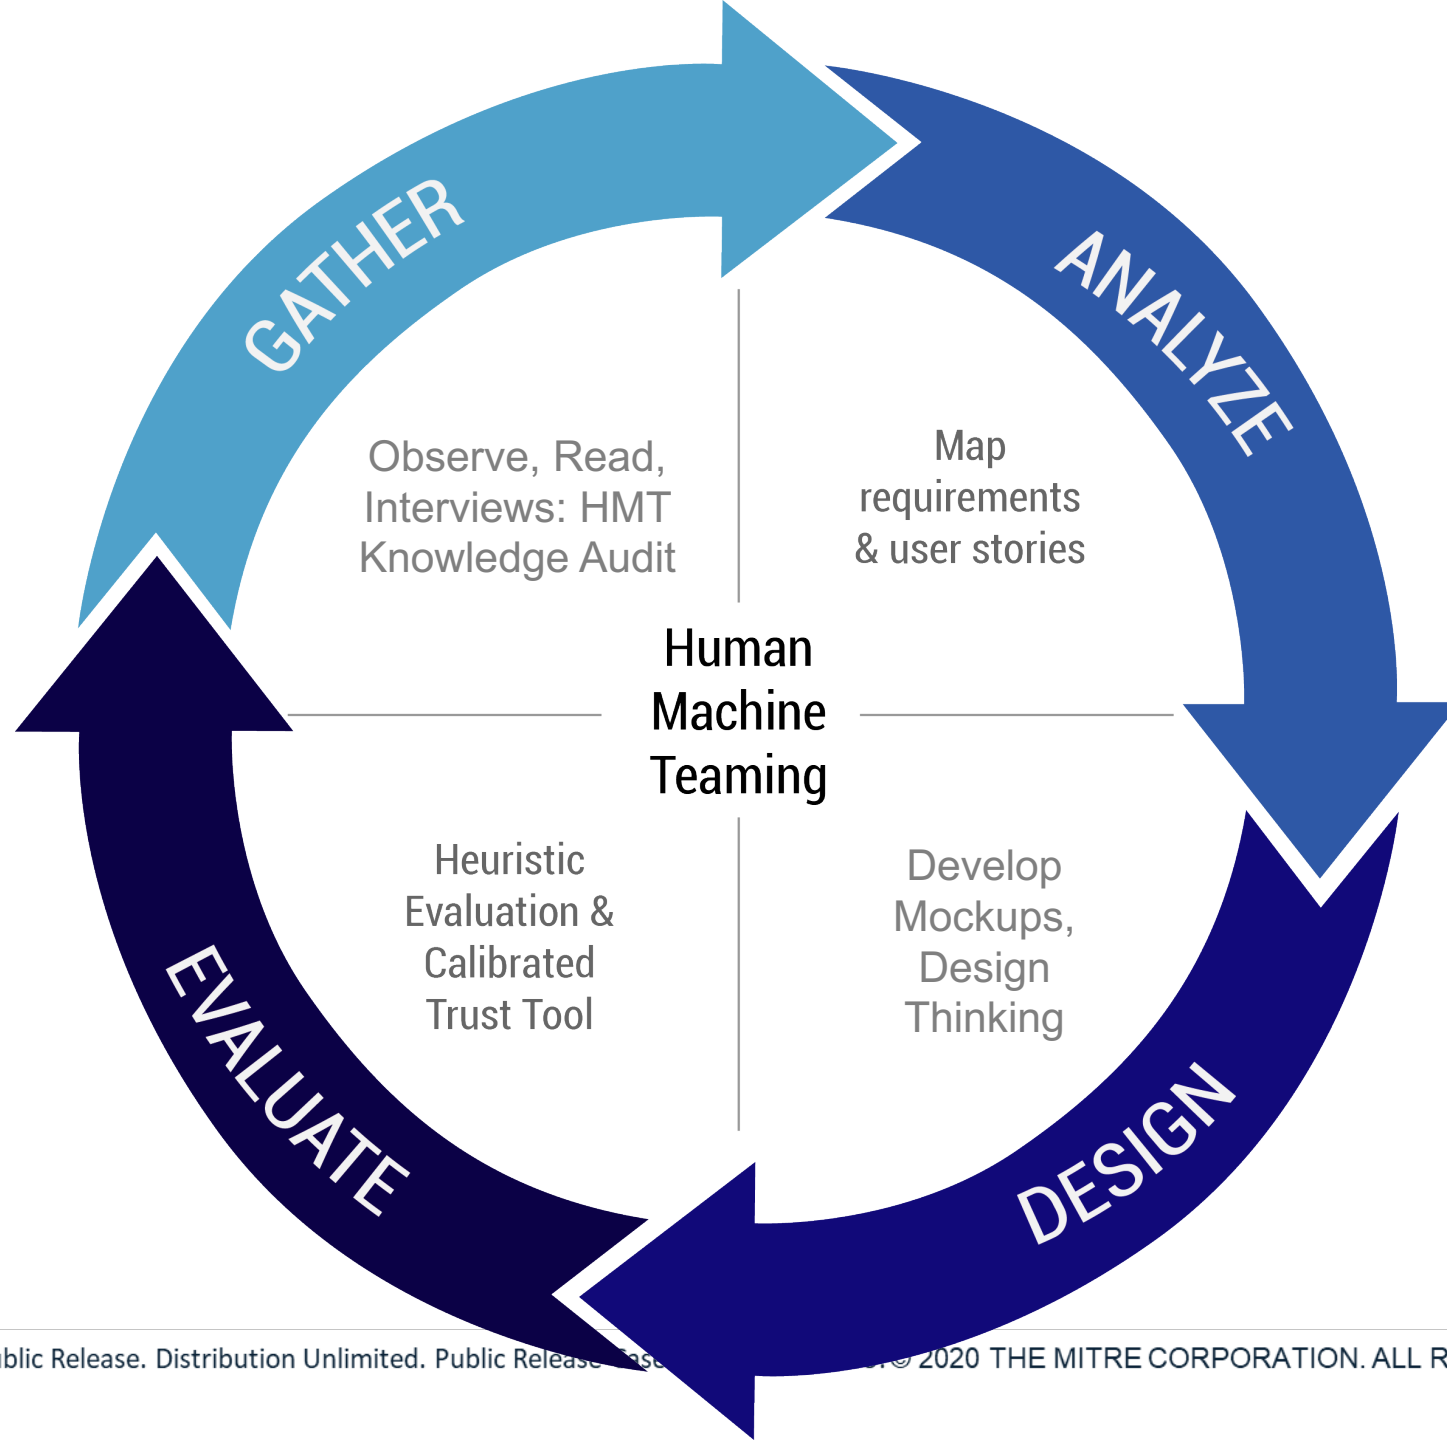 GATHER
ANALYZE
Observe, Read,
Interviews: HMT
Knowledge Audit
Map
requirements
& user stories
Human
Machine
Teaming
Heuristic
Evaluation &
Calibrated
Trust Tool
Develop
Mockups,
Design
Thinking
EVALUATE
DESIGN
Release. Distribution Unlimited. Public Release © 2020 THE MITRE CORPORATION. ALL